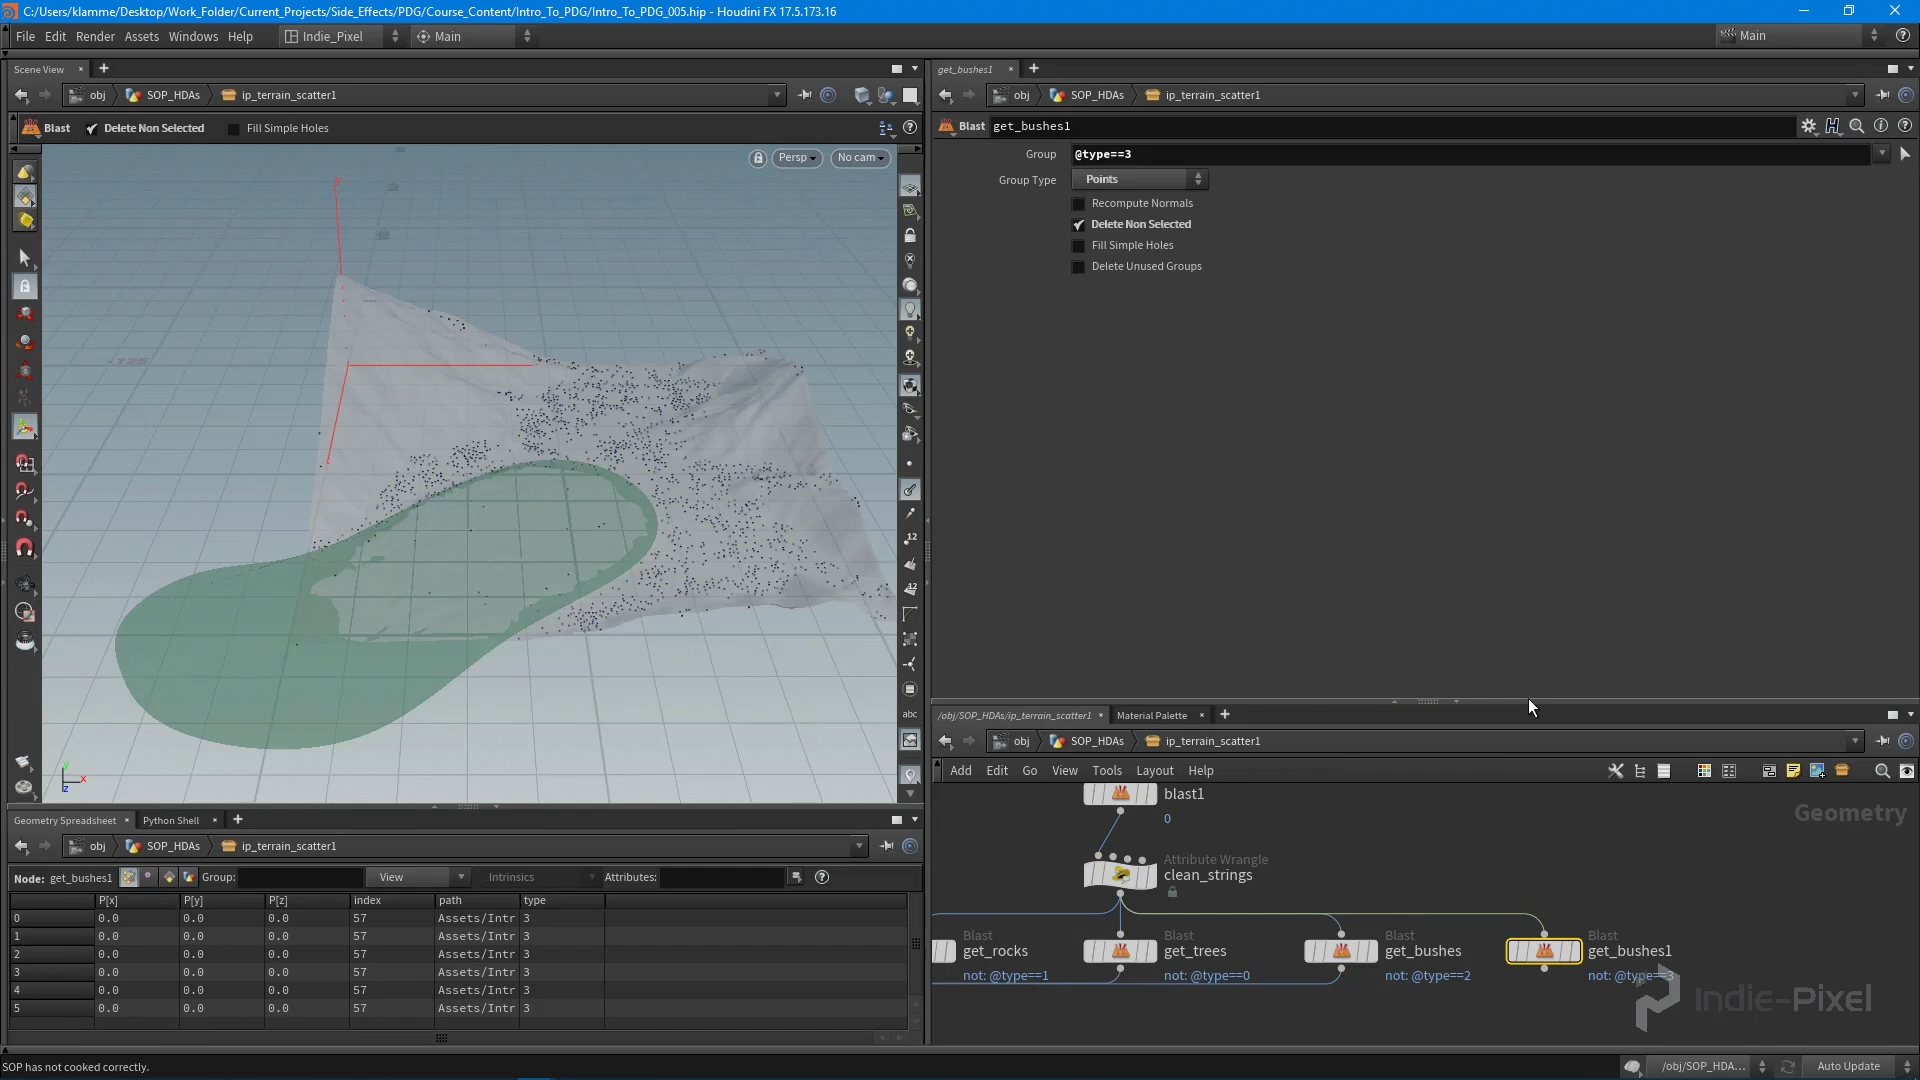 C:/Users/klamme/Desktop/Work_Folder/Current_Projects/Side_Effects/PDG/Course_Content/Intro_To_PDG/Intro_To_PDG_005.hip - Houdini FX 17.5.173.16
File Edit Render Assets Windows Help Indie_Pixel Main Main
Scene View
obj SOP_HDAs ip_terrain_scatter1
Blast Delete Non Selected Fill Simple Holes
Persp No cam
-125
12
12
abc
y
x
z
Geometry Spreadsheet Python Shell
obj SOP_HDAs ip_terrain_scatter1
Node: get_bushes1 Group: View Intrinsics Attributes:
P[x] P[y] P[z] index path type
0 0.0 0.0 0.0 57 Assets/Intr 3
1 0.0 0.0 0.0 57 Assets/Intr 3
2 0.0 0.0 0.0 57 Assets/Intr 3
3 0.0 0.0 0.0 57 Assets/Intr 3
4 0.0 0.0 0.0 57 Assets/Intr 3
5 0.0 0.0 0.0 57 Assets/Intr 3
get_bushes1
obj SOP_HDAs ip_terrain_scatter1
Blast get_bushes1
Group @type==3
Group Type Points
Recompute Normals
Delete Non Selected
Fill Simple Holes
Delete Unused Groups
/obj/SOP_HDAs/ip_terrain_scatter1 Material Palette
obj SOP_HDAs ip_terrain_scatter1
Add Edit Go View Tools Layout Help
Geometry
blast1
0
Attribute Wrangle
clean_strings
Blast Blast Blast Blast
get_rocks get_trees get_bushes get_bushes1
not: @type==1 not: @type==0 not: @type==2 not: @type==3
Indie-Pixel
SOP has not cooked correctly.
/obj/SOP_HDA... Auto Update